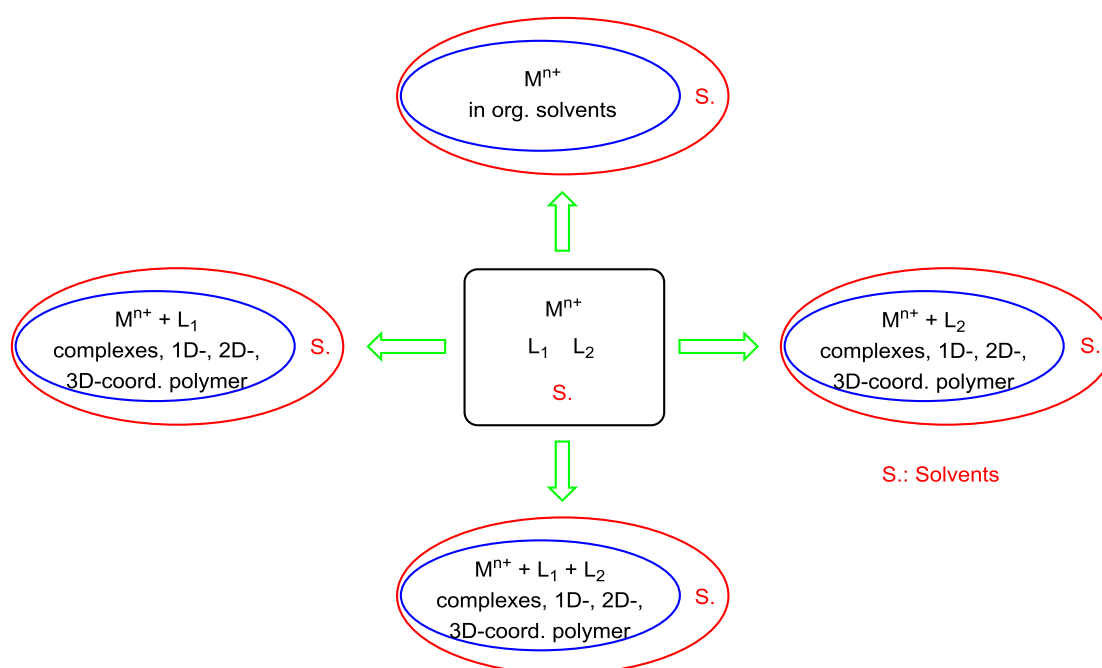 Mⁿ⁺
in org. solvents
S.
Mⁿ⁺ + L₁
complexes, 1D-, 2D-,
3D-coord. polymer
S.
Mⁿ⁺
L₁ L₂
S.
Mⁿ⁺ + L₂
complexes, 1D-, 2D-,
3D-coord. polymer
S.
S.: Solvents
Mⁿ⁺ + L₁ + L₂
complexes, 1D-, 2D-,
3D-coord. polymer
S.